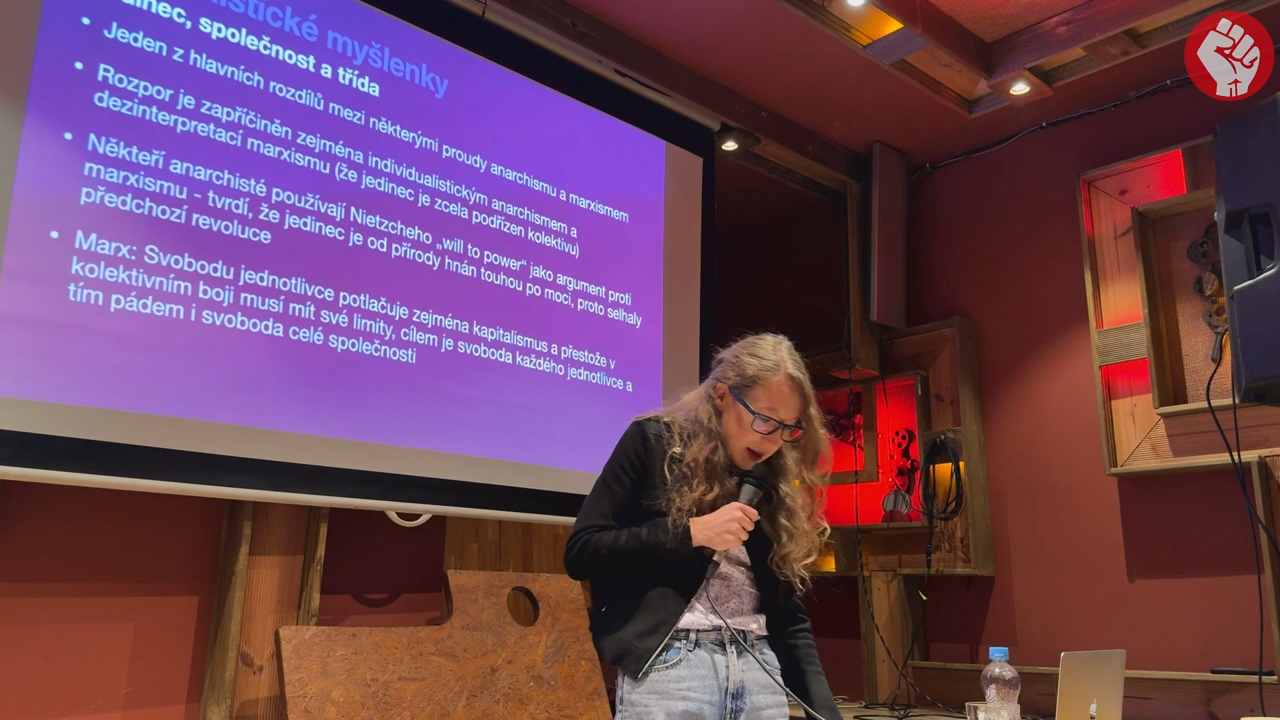 istické myšlenky
dinec, společnost a třída
• Jeden z hlavních rozdílů mezi některými proudy anarchismu a marxismem
• Rozpor je zapříčiněn zejména individualistickým anarchismem a
dezinterpretací marxismu (že jedinec je zcela podřízen kolektivu)
• Někteří anarchisté používají Nietzcheho „will to power“ jako argument proti
marxismu - tvrdí, že jedinec je od přírody hnán touhou po moci, proto selhaly
předchozí revoluce
• Marx: Svobodu jednotlivce potlačuje zejména kapitalismus a přestože v
kolektivním boji musí mít své limity, cílem je svoboda každého jednotlivce a
tím pádem i svoboda celé společnosti